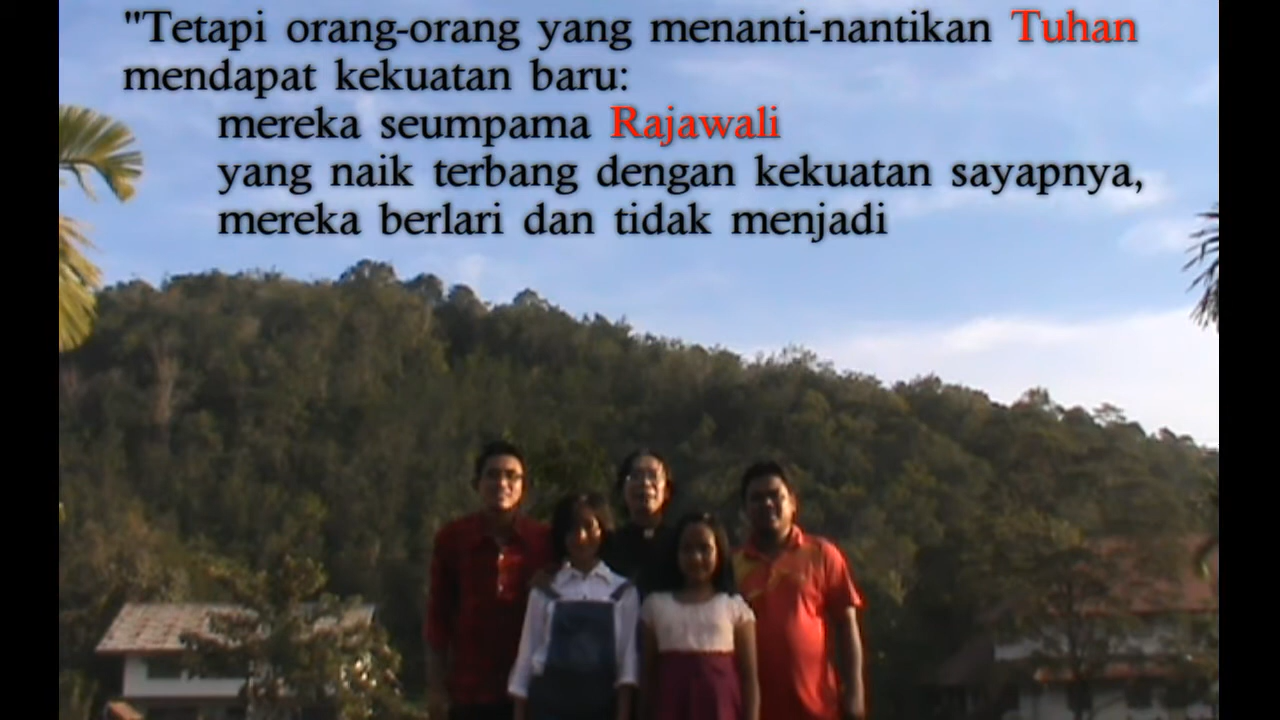 "Tetapi orang-orang yang menanti-nantikan Tuhan
mendapat kekuatan baru:
mereka seumpama Rajawali
yang naik terbang dengan kekuatan sayapnya,
mereka berlari dan tidak menjadi